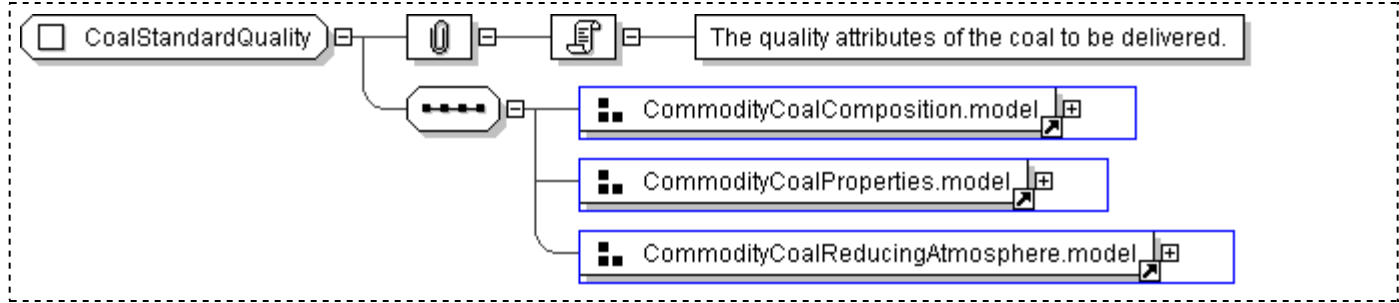 CoalStandardQuality
The quality attributes of the coal to be delivered.
CommodityCoalComposition.model
CommodityCoalProperties.model
CommodityCoalReducingAtmosphere.model